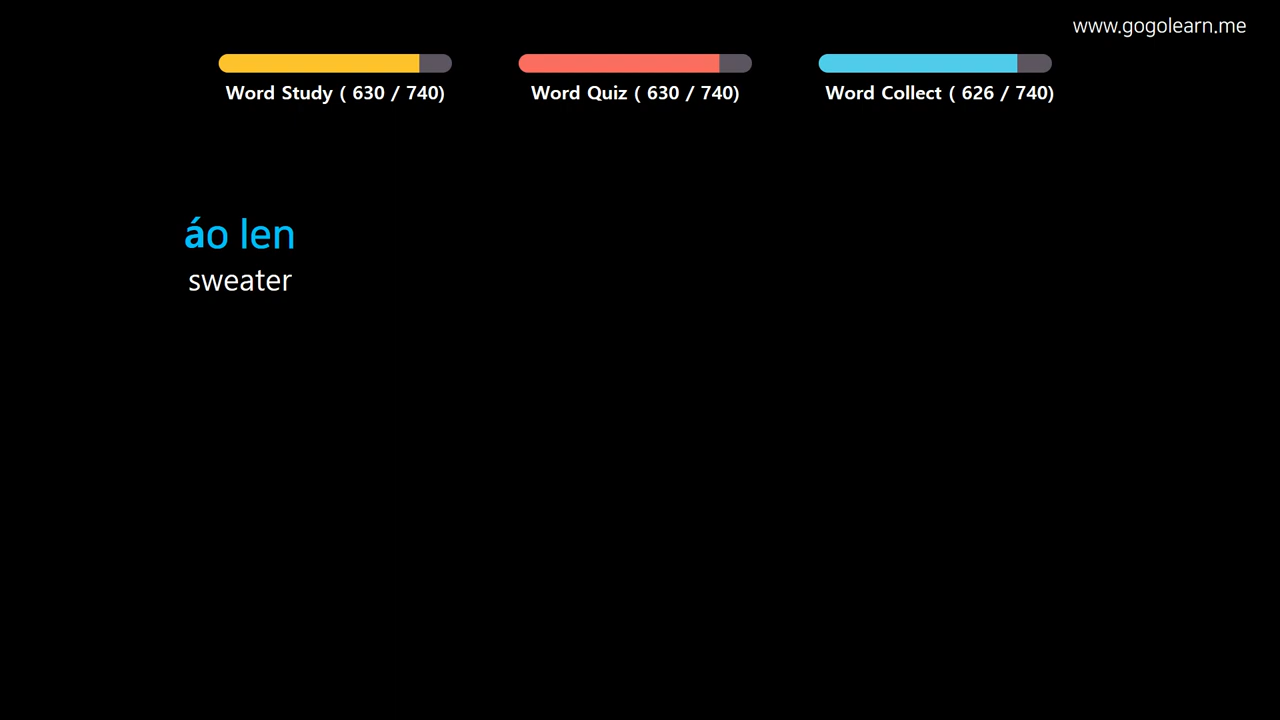 www.gogolearn.me
Word Study ( 630 / 740)
Word Quiz ( 630 / 740)
Word Collect ( 626 / 740)
áo len
sweater